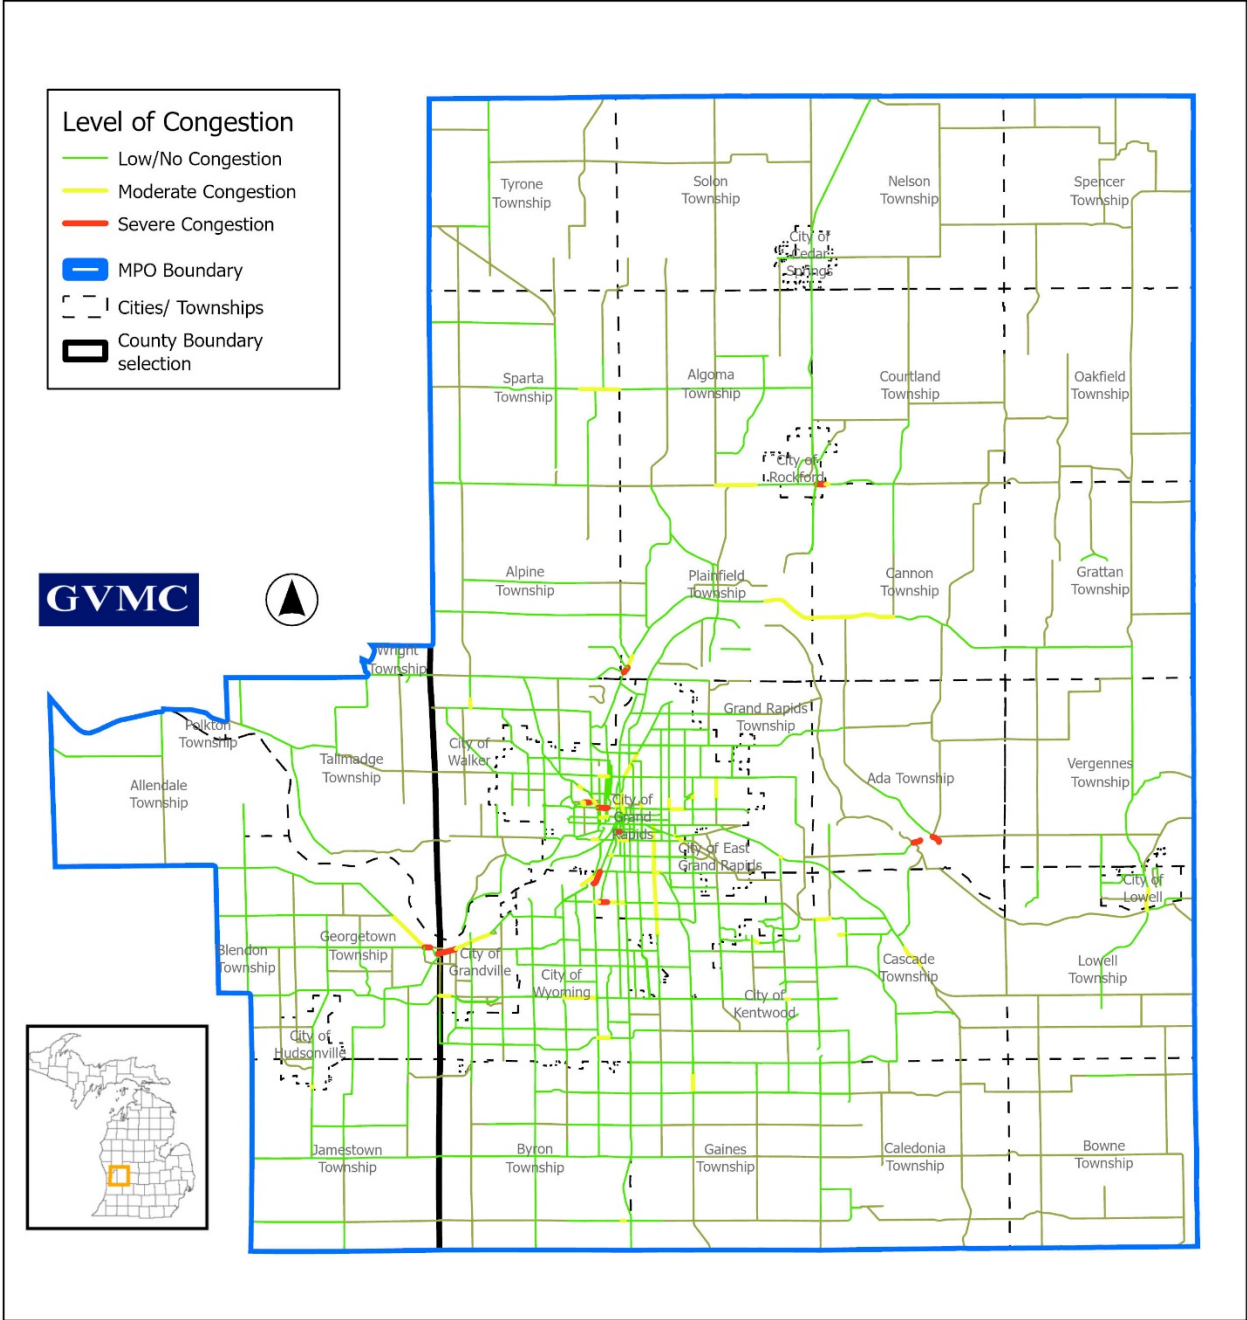 Level of Congestion
Low/No Congestion
Moderate Congestion
Severe Congestion
MPO Boundary
Cities/ Townships
County Boundary
selection
GVMC
Tyrone
Township
Solon
Township
Nelson
Township
Spencer
Township
City of
Cedar
Springs
Sparta
Township
Algoma
Township
Courtland
Township
Oakfield
Township
City of
Rockford
Alpine
Township
Plainfield
Township
Cannon
Township
Grattan
Township
Wright
Township
Polkton
Township
Tallmadge
Township
City of
Walker
Grand Rapids
Township
Ada Township
Vergennes
Township
Allendale
Township
City of
Grand
Rapids
City of East
Grand Rapids
City of
Lowell
Blendon
Township
Georgetown
Township
City of
Grandville
City of
Wyoming
City of
Kentwood
Cascade
Township
Lowell
Township
City of
Hudsonville
Jamestown
Township
Byron
Township
Gaines
Township
Caledonia
Township
Bowne
Township